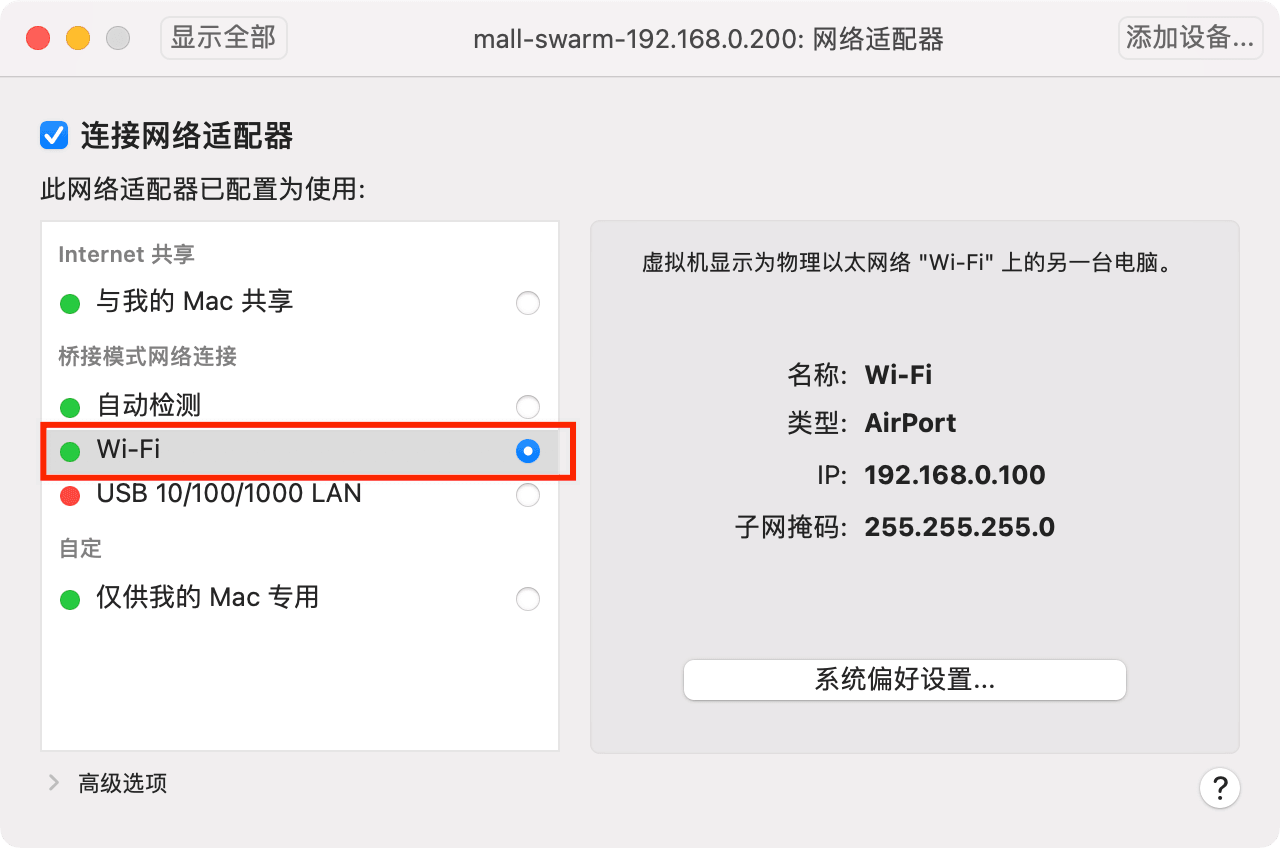 显示全部
mall-swarm-192.168.0.200: 网络适配器
添加设备...
连接网络适配器
此网络适配器已配置为使用:
Internet 共享
与我的 Mac 共享
桥接模式网络连接
自动检测
Wi-Fi
USB 10/100/1000 LAN
自定
仅供我的 Mac 专用
虚拟机显示为物理以太网络 "Wi-Fi" 上的另一台电脑。
名称: Wi-Fi
类型: AirPort
IP: 192.168.0.100
子网掩码: 255.255.255.0
系统偏好设置...
高级选项
?